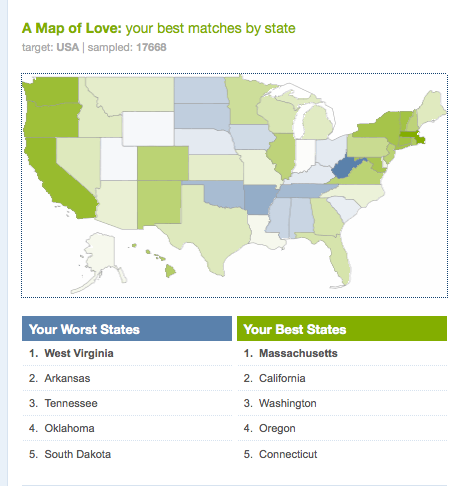 A Map of Love: your best matches by state
target: USA | sampled: 17668
Your Worst States
1. West Virginia
2. Arkansas
3. Tennessee
4. Oklahoma
5. South Dakota
Your Best States
1. Massachusetts
2. California
3. Washington
4. Oregon
5. Connecticut